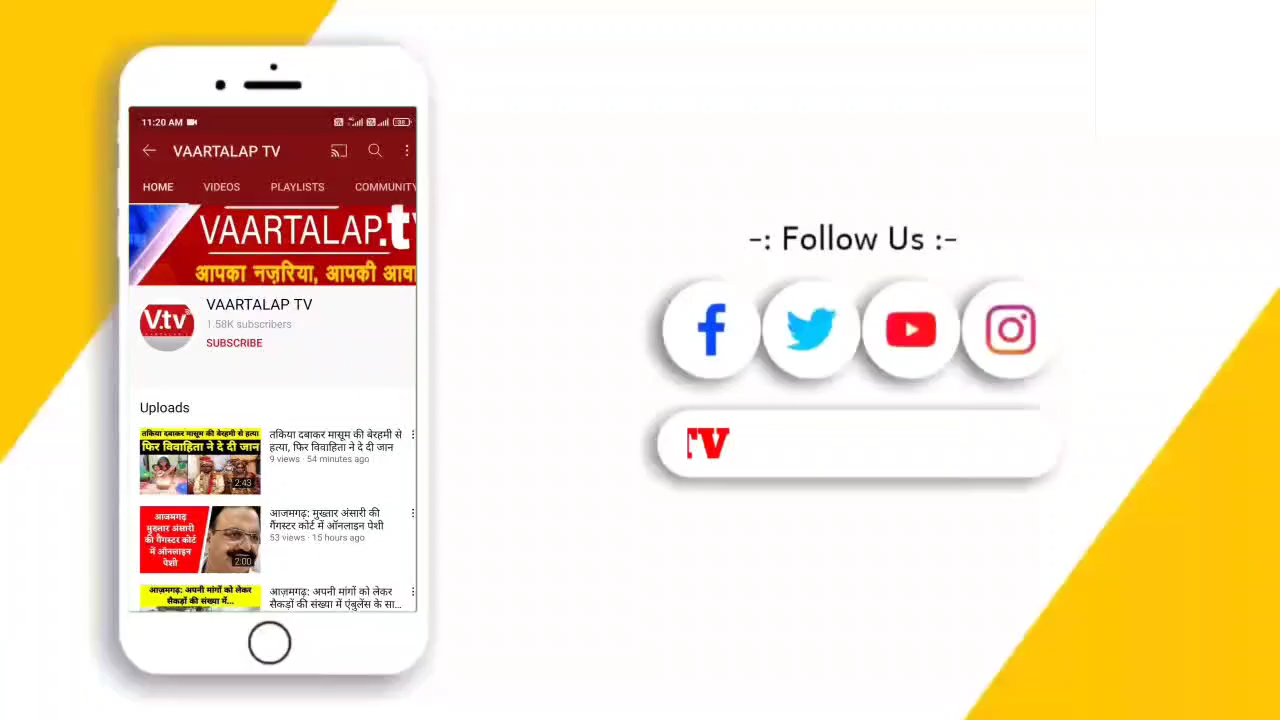 11:20 AM
VAARTALAP TV
HOME VIDEOS PLAYLISTS COMMUNITY
VAARTALAP.tv
आपका नज़रिया, आपकी आवा
V.tv
VAARTALAP TV
1.58K subscribers
SUBSCRIBE
Uploads
तकिया दबाकर मासूम की बेरहमी से हत्या
फिर विवाहिता ने दे दी जान
2:43
तकिया दबाकर मासूम की बेरहमी से
हत्या, फिर विवाहिता ने दे दी जान
9 views · 54 minutes ago
आजमगढ़
मुख्तार अंसारी
की गैंगस्टर कोर्ट
में ऑनलाइन
पेशी
2:00
आजमगढ़: मुख्तार अंसारी की
गैंगस्टर कोर्ट में ऑनलाइन पेशी
53 views · 15 hours ago
आज़मगढ़: अपनी मांगों को लेकर
सैकड़ों की संख्या में...
आज़मगढ़: अपनी मांगों को लेकर
सैकड़ों की संख्या में एंबुलेंस के सा...
-: Follow Us :-
TV